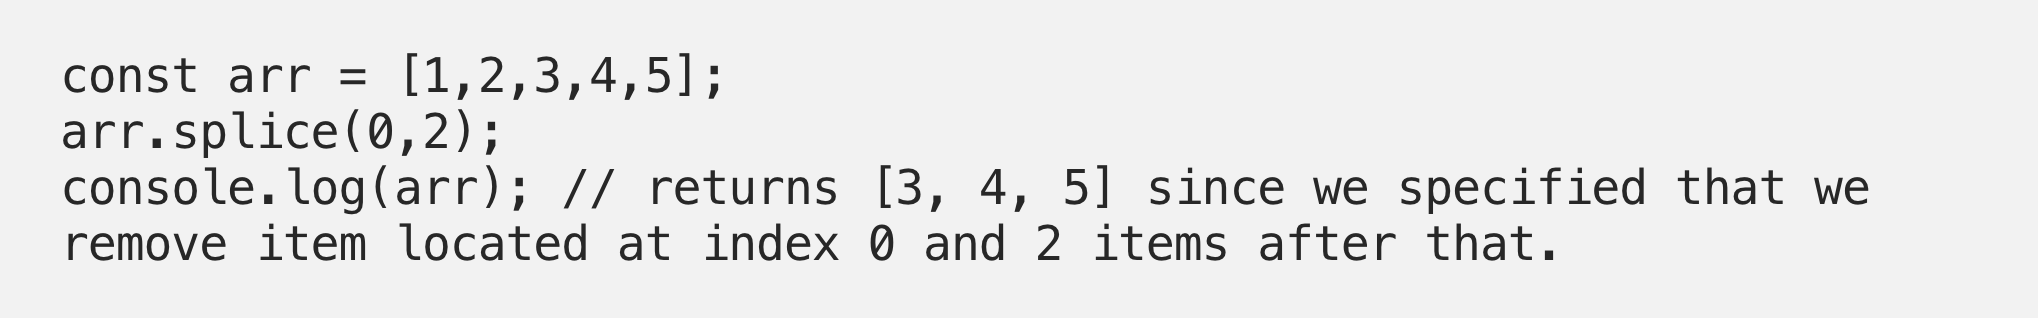 const arr = [1,2,3,4,5];
arr.splice(0,2);
console.log(arr); // returns [3, 4, 5] since we specified that we
remove item located at index 0 and 2 items after that.